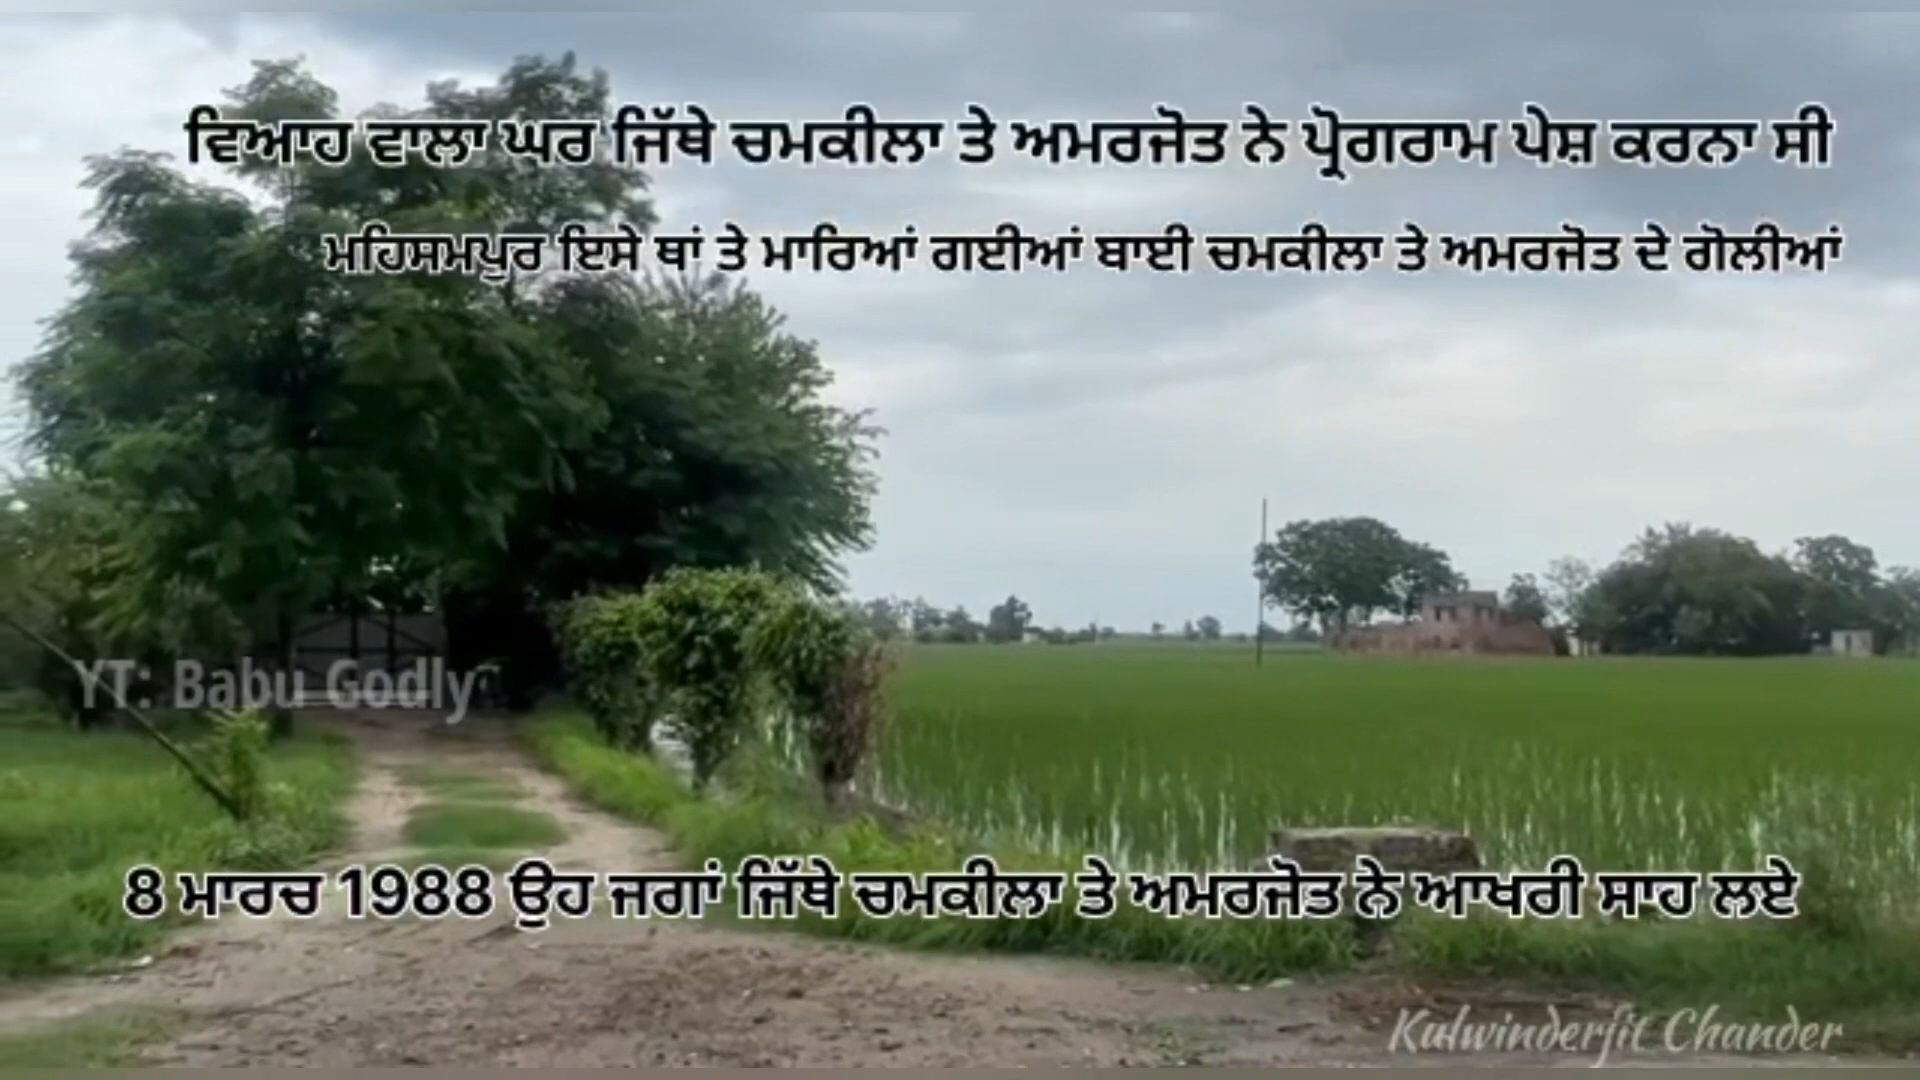 ਵਿਆਹ ਵਾਲਾ ਘਰ ਜਿੱਥੇ ਚਮਕੀਲਾ ਤੇ ਅਮਰਜੋਤ ਨੇ ਪ੍ਰੋਗਰਾਮ ਪੇਸ਼ ਕਰਨਾ ਸੀ
ਮਹਿਸਮਪੁਰ ਇਸੇ ਥਾਂ ਤੇ ਮਾਰਿਆਂ ਗਈਆਂ ਬਾਈ ਚਮਕੀਲਾ ਤੇ ਅਮਰਜੋਤ ਦੇ ਗੋਲੀਆਂ
YT: Babu Godly
8 ਮਾਰਚ 1988 ਉਹ ਜਗਾਂ ਜਿੱਥੇ ਚਮਕੀਲਾ ਤੇ ਅਮਰਜੋਤ ਨੇ ਆਖਰੀ ਸਾਹ ਲਏ
Kulwinderjit Chander